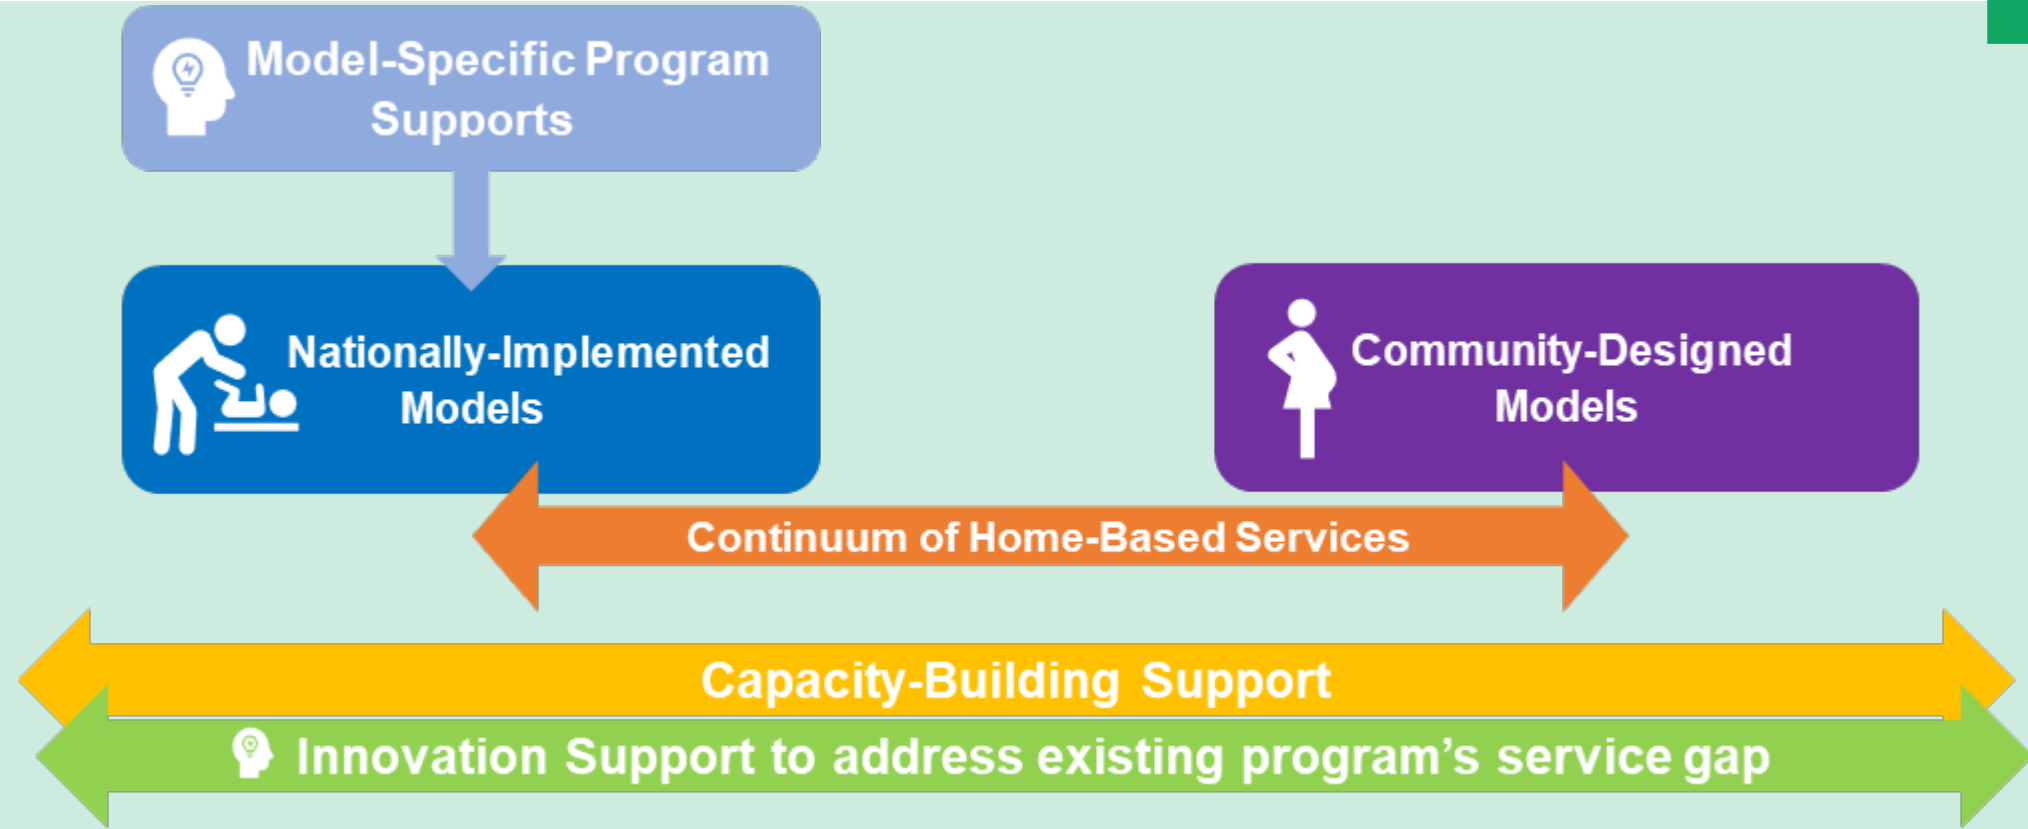 Model-Specific Program
Supports
Nationally-Implemented
Models
Community-Designed
Models
Continuum of Home-Based Services
Capacity-Building Support
Innovation Support to address existing program’s service gap